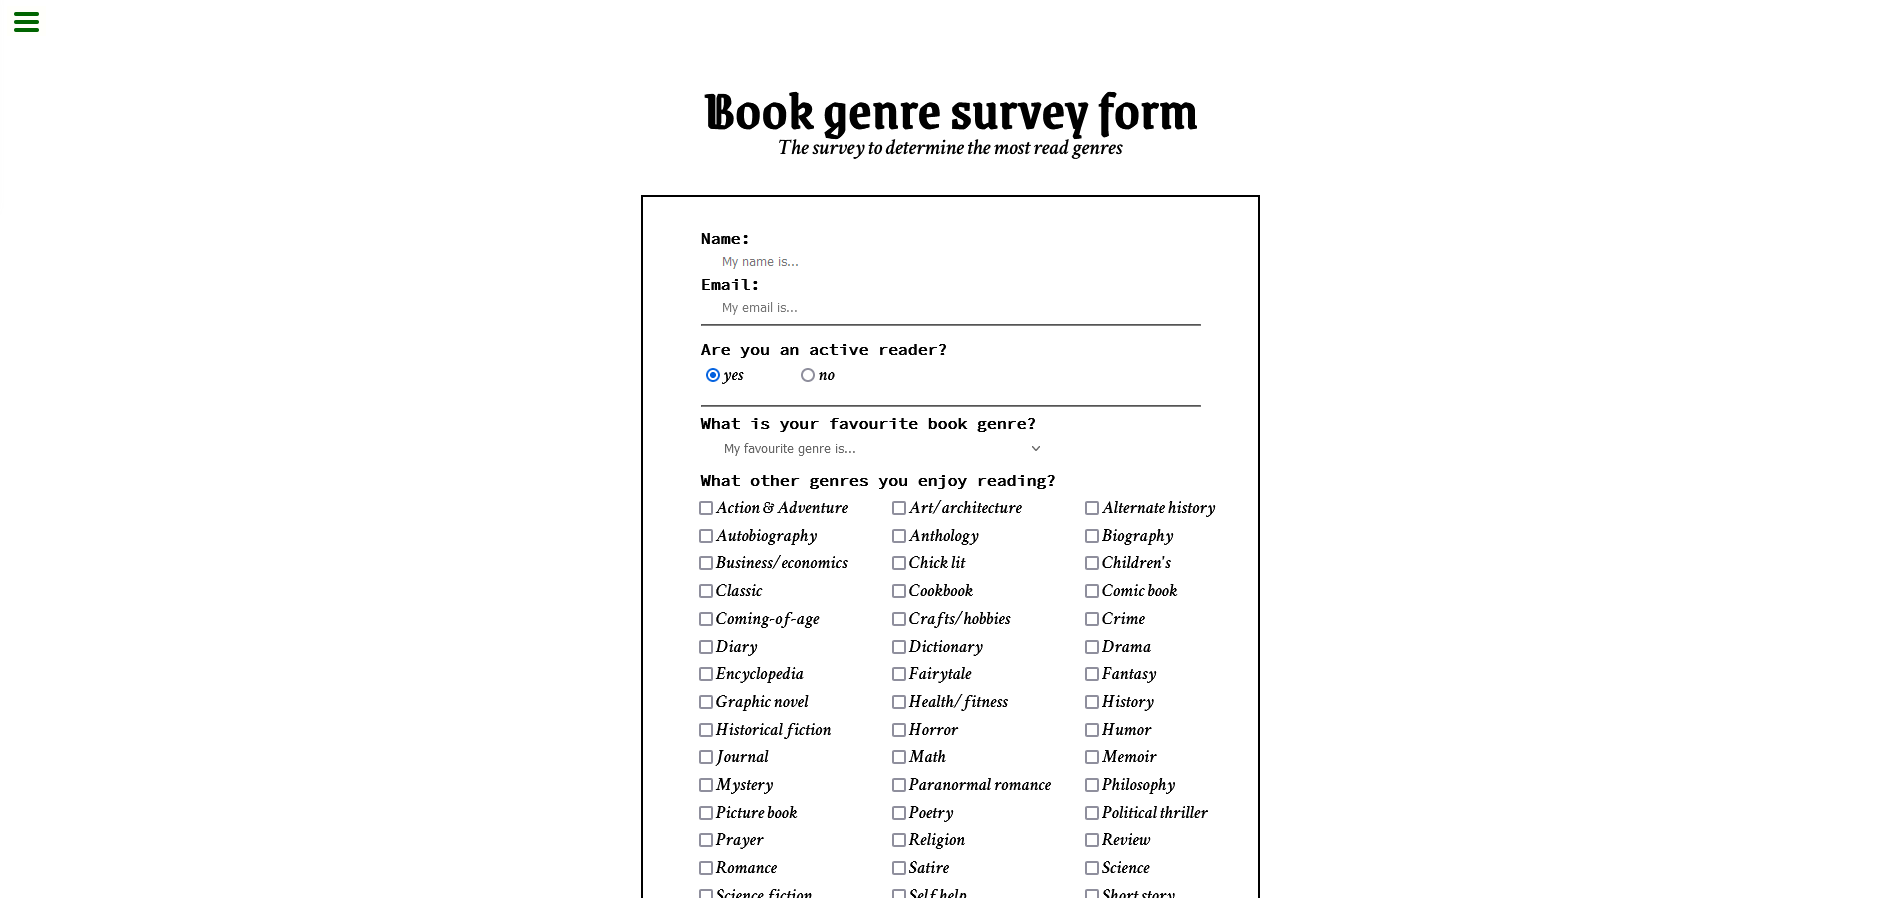 Book genre survey form
The survey to determine the most read genres
Name:
My name is...
Email:
My email is...
Are you an active reader?
yes no
What is your favourite book genre?
My favourite genre is...
What other genres you enjoy reading?
Action & Adventure Art/architecture Alternate history
Autobiography Anthology Biography
Business/economics Chick lit Children's
Classic Cookbook Comic book
Coming-of-age Crafts/hobbies Crime
Diary Dictionary Drama
Encyclopedia Fairytale Fantasy
Graphic novel Health/fitness History
Historical fiction Horror Humor
Journal Math Memoir
Mystery Paranormal romance Philosophy
Picture book Poetry Political thriller
Prayer Religion Review
Romance Satire Science
Science fiction Self help Short story